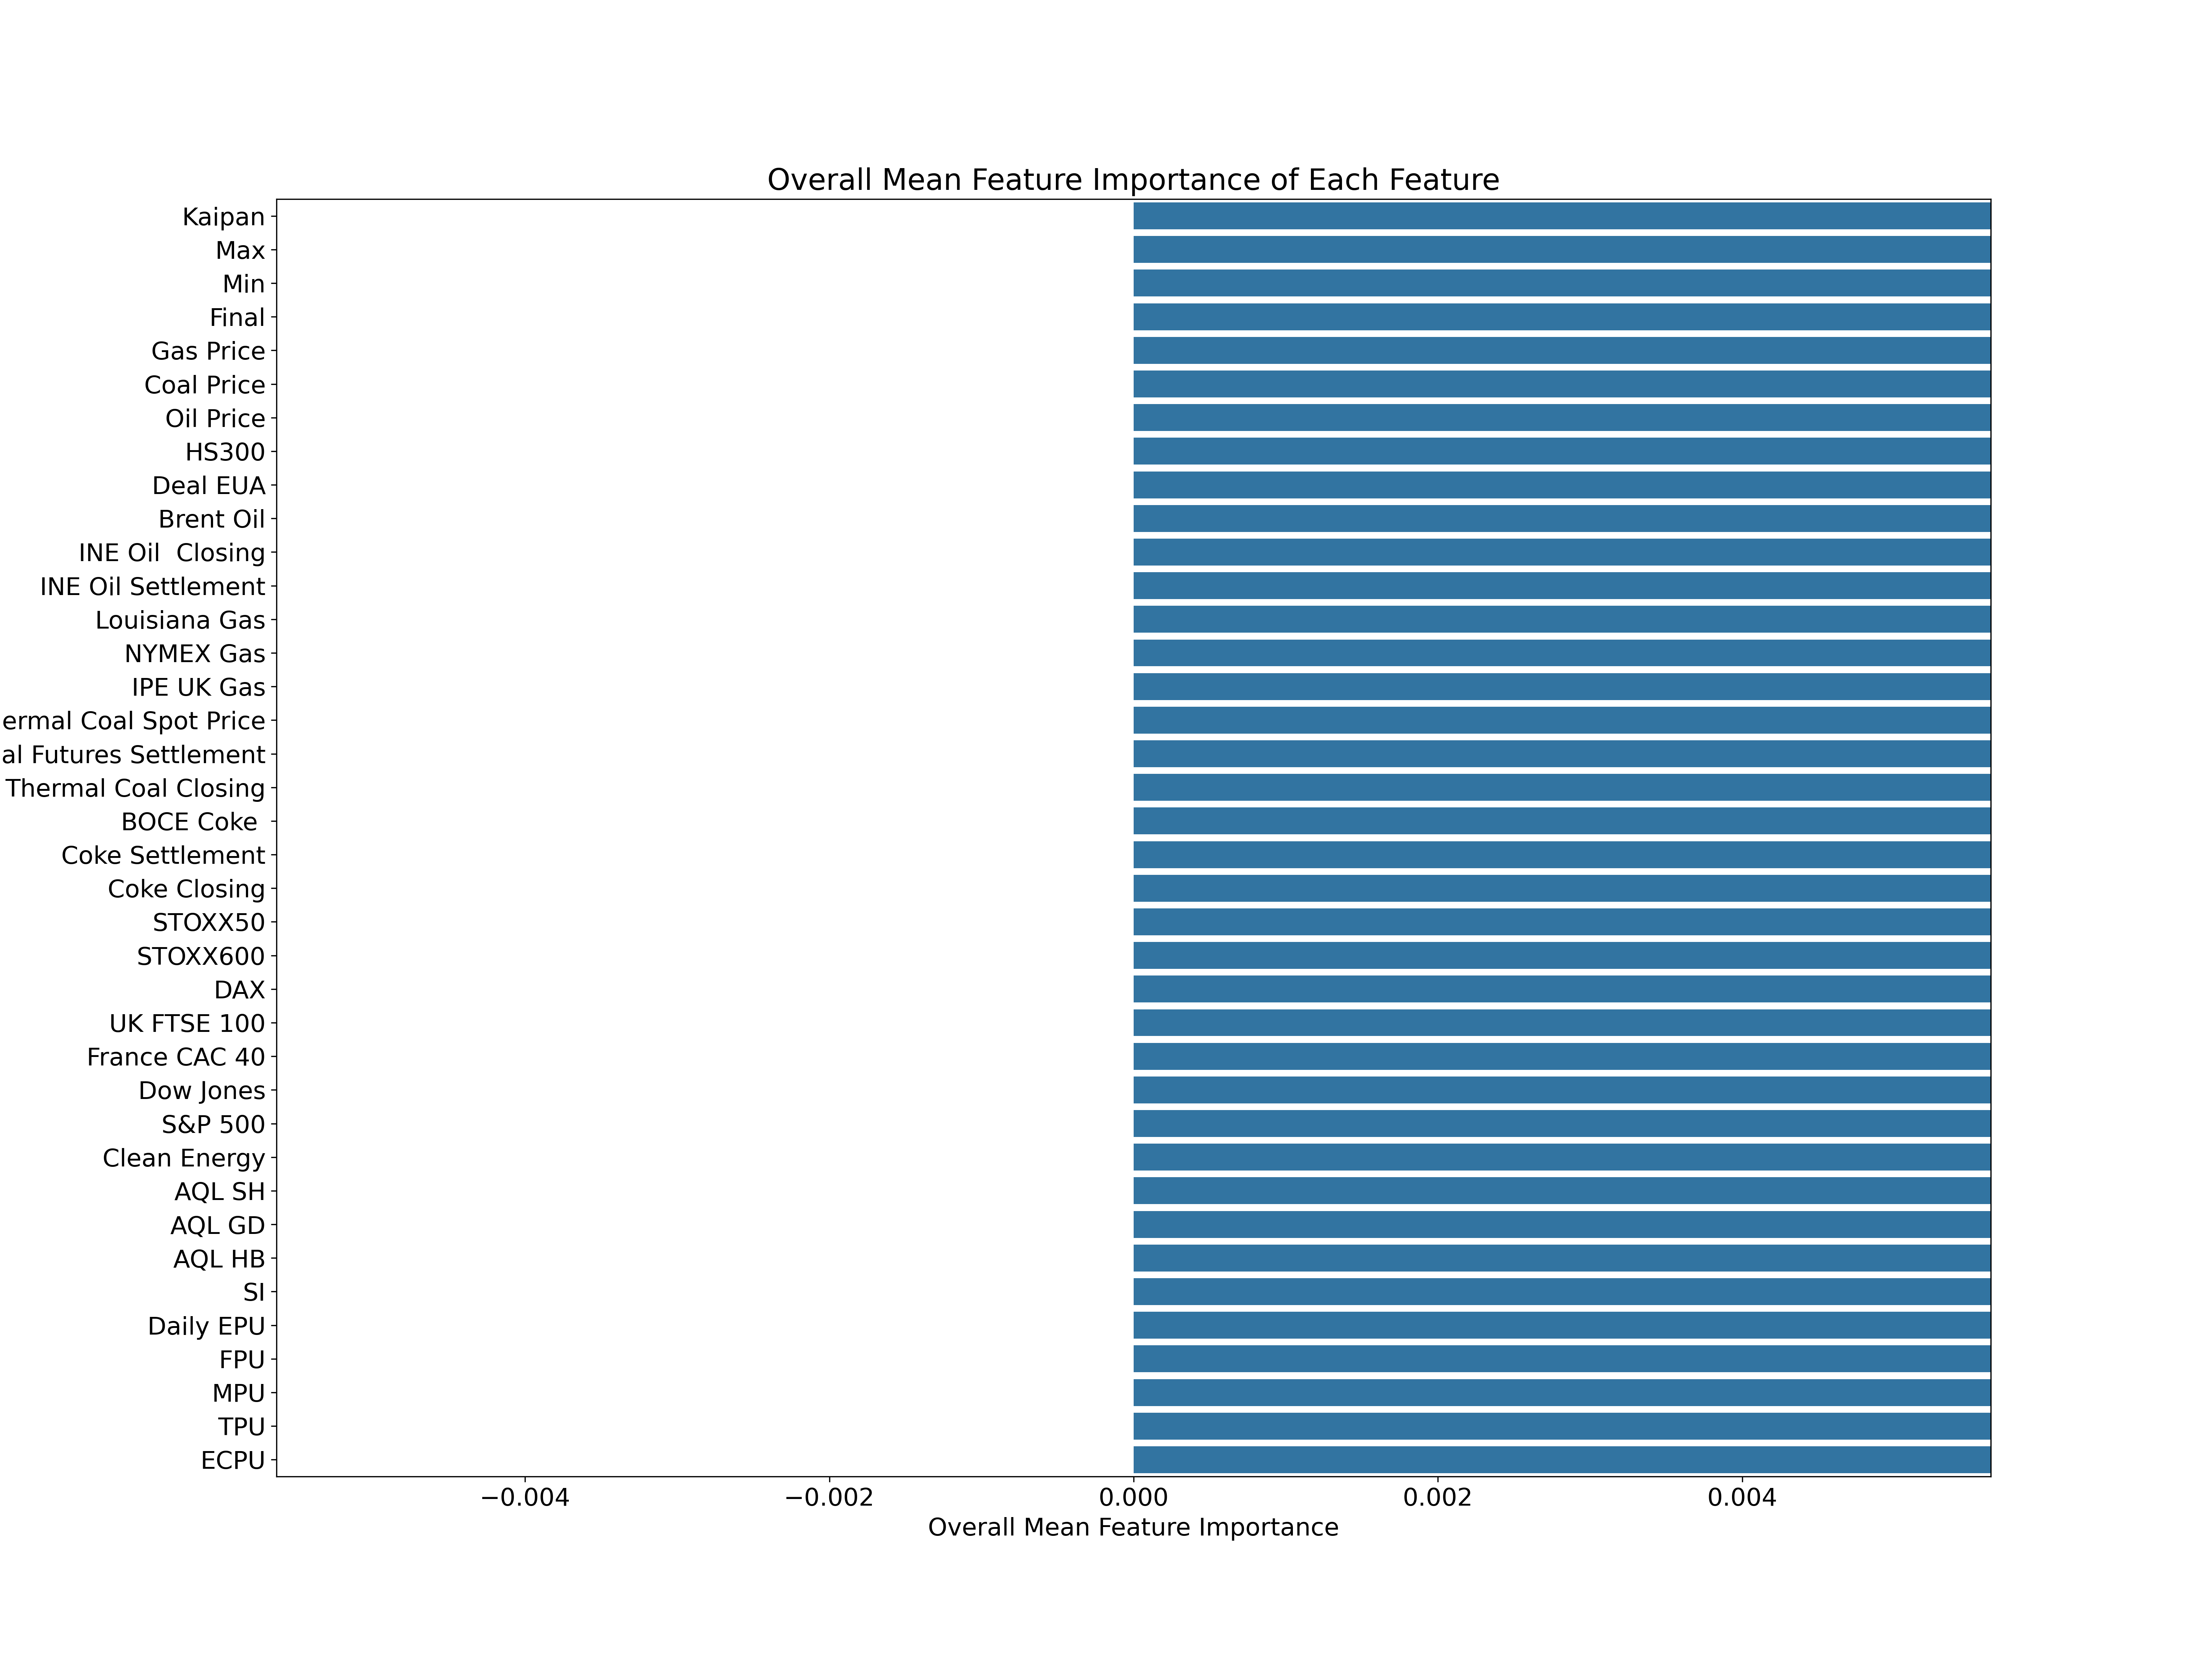 Overall Mean Feature Importance of Each Feature
Kaipan
Max
Min
Final
Gas Price
Coal Price
Oil Price
HS300
Deal EUA
Brent Oil
INE Oil  Closing
INE Oil Settlement
Louisiana Gas
NYMEX Gas
IPE UK Gas
ermal Coal Spot Price
al Futures Settlement
Thermal Coal Closing
BOCE Coke
Coke Settlement
Coke Closing
STOXX50
STOXX600
DAX
UK FTSE 100
France CAC 40
Dow Jones
S&P 500
Clean Energy
AQL SH
AQL GD
AQL HB
SI
Daily EPU
FPU
MPU
TPU
ECPU
−0.004 −0.002 0.000 0.002 0.004
Overall Mean Feature Importance